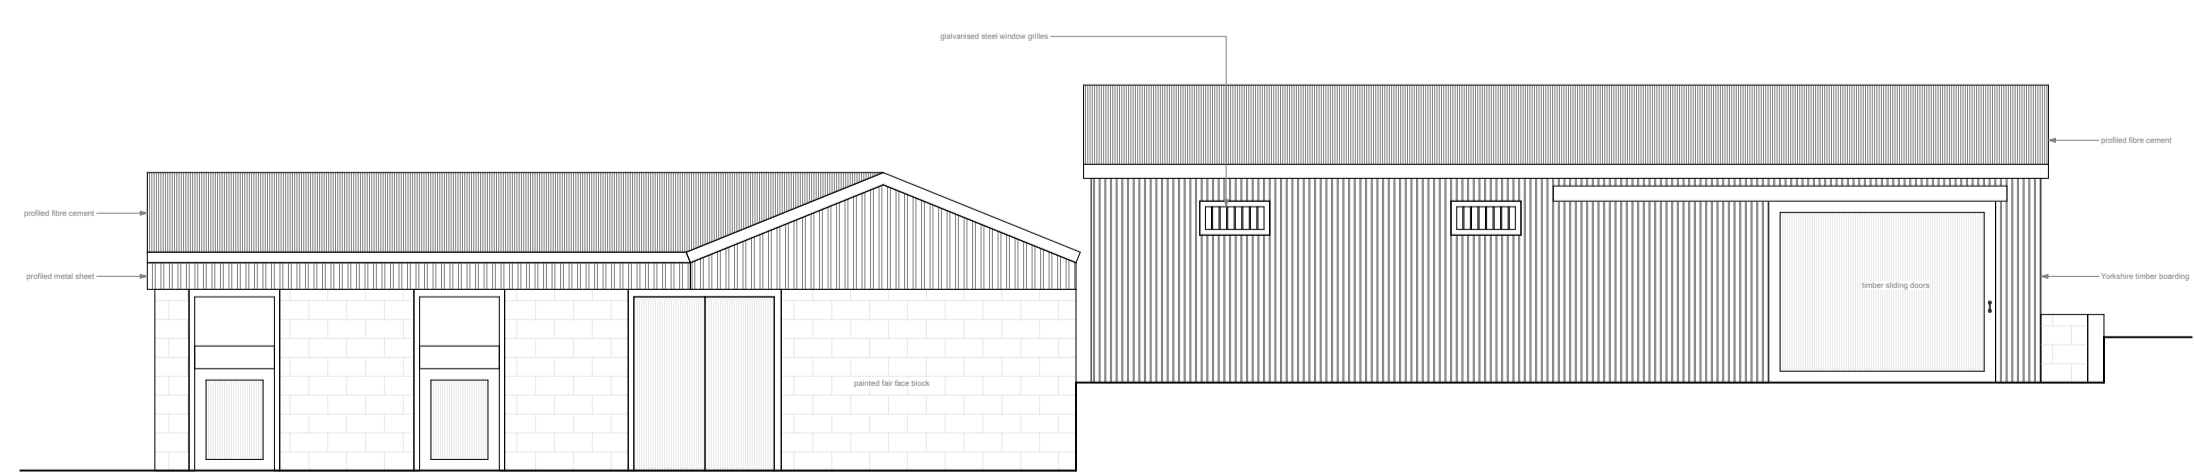 glalvanised steel window grilles
profiled fibre cement
profiled fibre cement
profiled metal sheet
Yorkshire timber boarding
timber sliding doors
painted fair face block